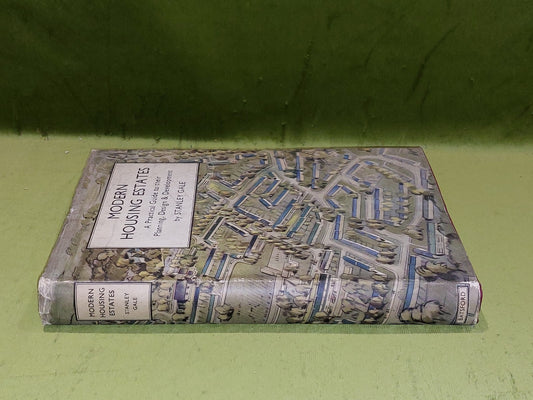 MODERN
HOUSING ESTATES
A Practical Guide to their
Planning, Design & Development
by STANLEY GALE
MODERN
HOUSING
ESTATES
STANLEY
GALE
BATSFORD